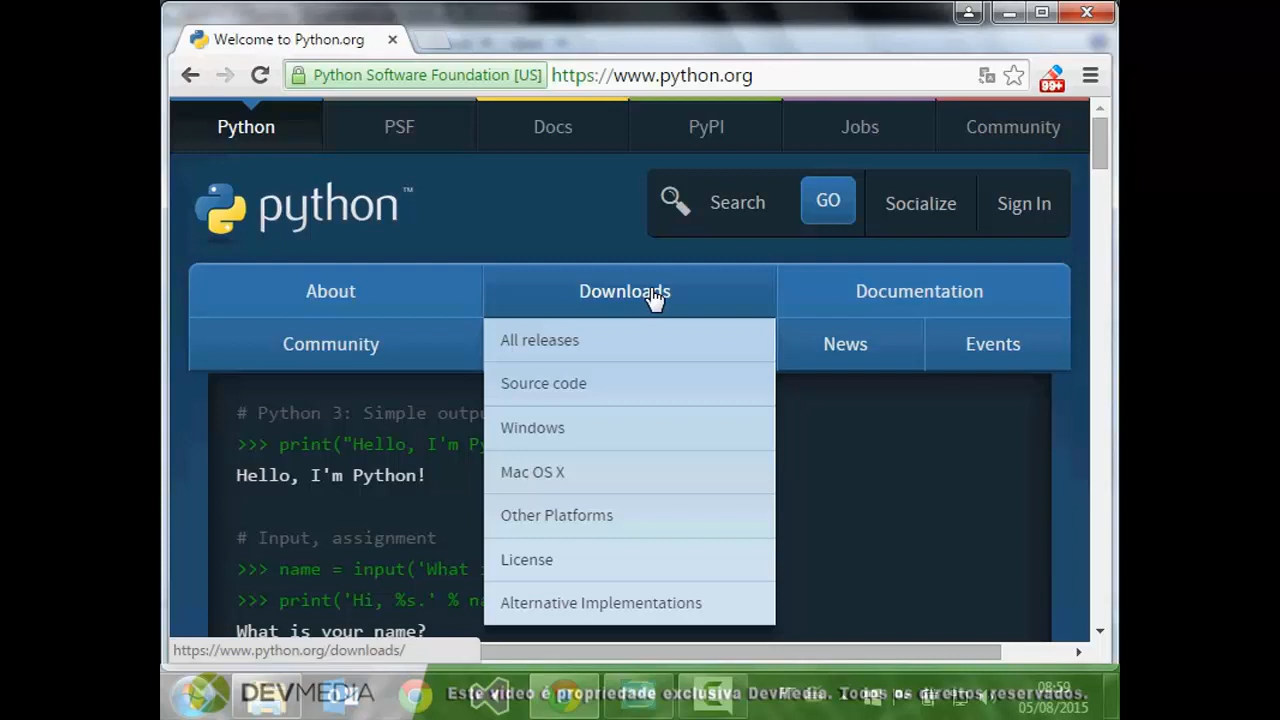 Welcome to Python.org
Python Software Foundation [US] https://www.python.org
99+
Python PSF Docs PyPI Jobs Community
python™ Search GO Socialize Sign In
About Downloads Documentation
Community News Events
All releases
Source code
Windows
Mac OS X
Other Platforms
License
Alternative Implementations
# Python 3: Simple outp
>>> print("Hello, I'm Py
Hello, I'm Python!
# Input, assignment
>>> name = input('What
>>> print('Hi, %s.' % na
What is your name?
https://www.python.org/downloads/
DEVMEDIA
Este vídeo é propriedade exclusiva DevMedia. Todos os direitos reservados.
08:59
05/08/2015